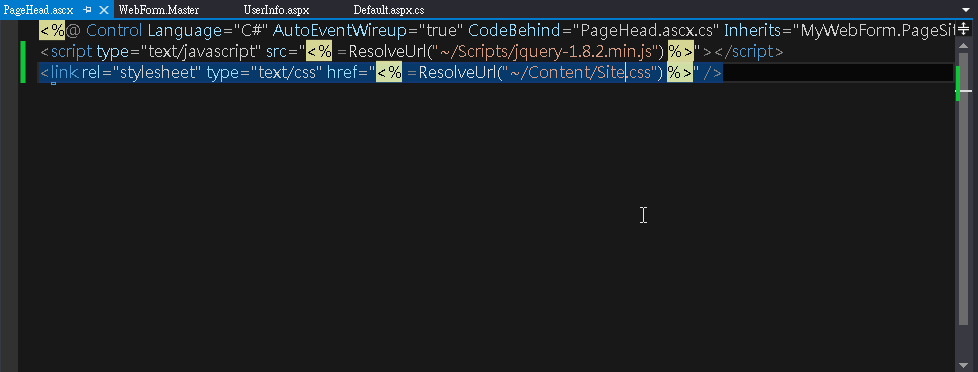 PageHead.ascx WebForm.Master UserInfo.aspx Default.aspx.cs
<%@ Control Language="C#" AutoEventWireup="true" CodeBehind="PageHead.ascx.cs" Inherits="MyWebForm.PageSit
<script type="text/javascript" src="<% =ResolveUrl("~/Scripts/jquery-1.8.2.min.js") %>"></script>
<link rel="stylesheet" type="text/css" href="<% =ResolveUrl("~/Content/Site.css") %>" />